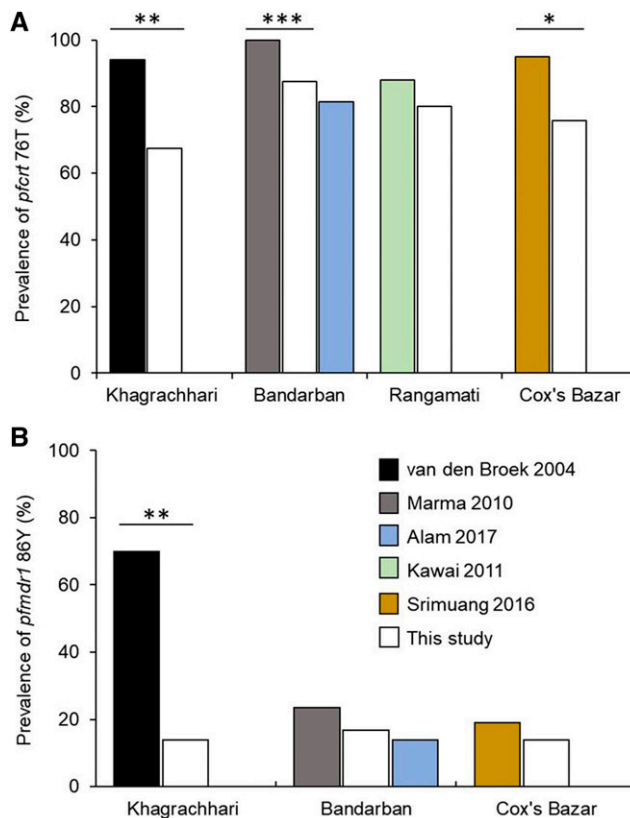 A
Prevalence of pfcrt 76T (%)
100
80
60
40
20
0
** *** *
Khagrachhari Bandarban Rangamati Cox's Bazar
B
Prevalence of pfmdr1 86Y (%)
100
80
60
40
20
0
**
van den Broek 2004
Marma 2010
Alam 2017
Kawai 2011
Srimuang 2016
This study
Khagrachhari Bandarban Cox's Bazar